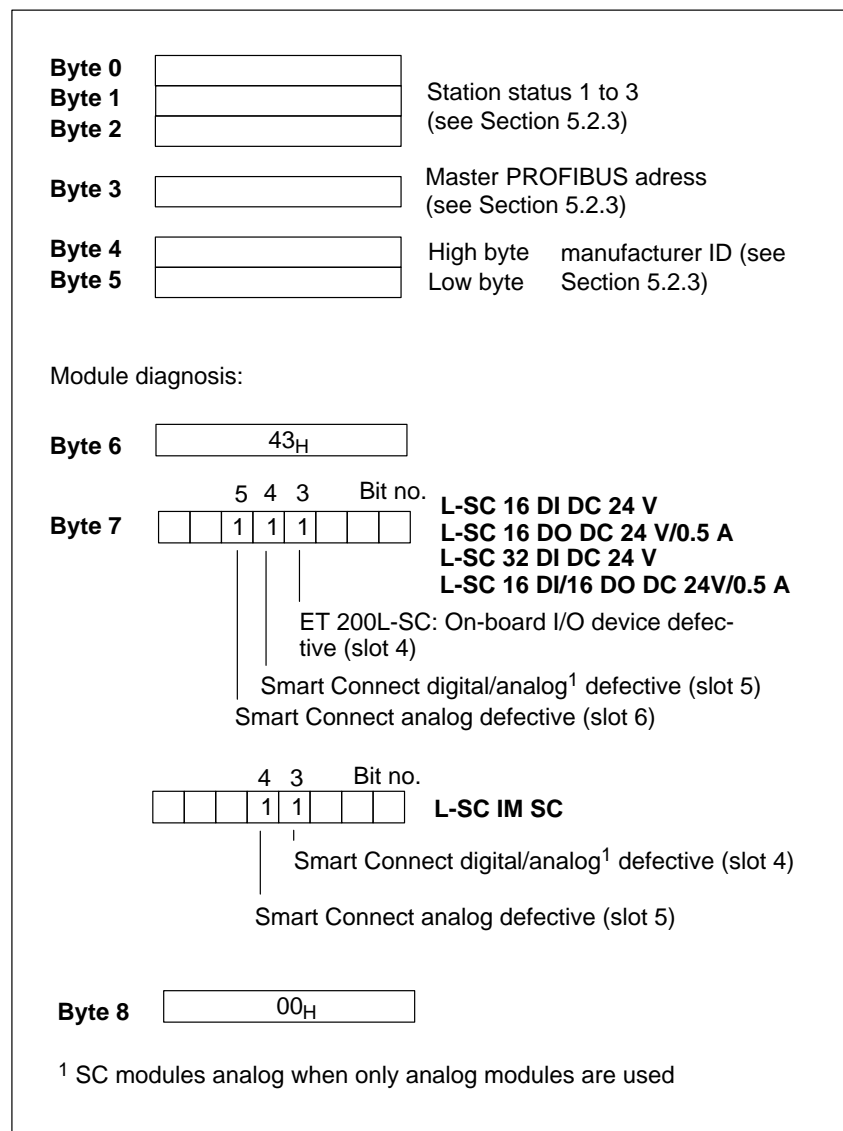 Byte 0
Byte 1
Byte 2
Station status 1 to 3
(see Section 5.2.3)
Byte 3
Master PROFIBUS adress
(see Section 5.2.3)
Byte 4
Byte 5
High byte manufacturer ID (see
Low byte Section 5.2.3)
Module diagnosis:
Byte 6
43H
5 4 3 Bit no.
Byte 7
1 1 1
L-SC 16 DI DC 24 V
L-SC 16 DO DC 24 V/0.5 A
L-SC 32 DI DC 24 V
L-SC 16 DI/16 DO DC 24V/0.5 A
ET 200L-SC: On-board I/O device defec-
tive (slot 4)
Smart Connect digital/analog1 defective (slot 5)
Smart Connect analog defective (slot 6)
4 3 Bit no.
1 1
L-SC IM SC
Smart Connect digital/analog1 defective (slot 4)
Smart Connect analog defective (slot 5)
Byte 8
00H
1 SC modules analog when only analog modules are used